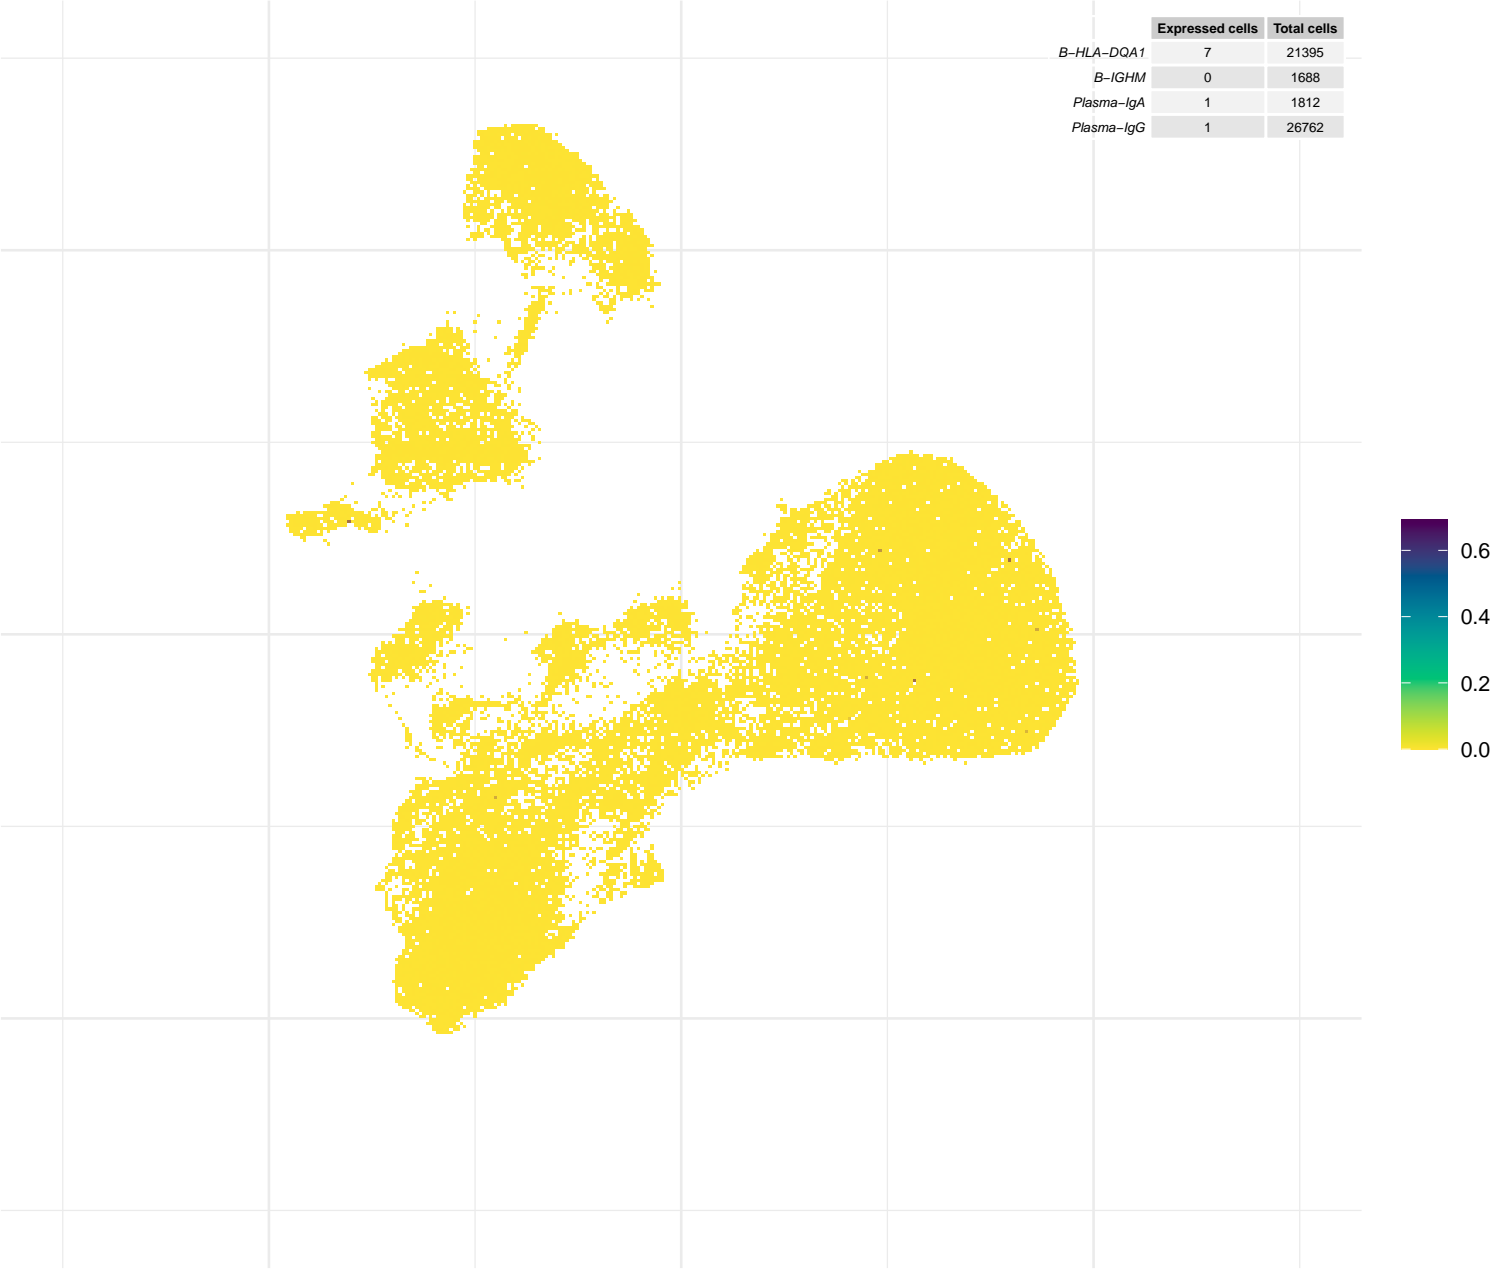 Expressed cells Total cells
B−HLA−DQA1 7 21395
B−IGHM 0 1688
Plasma−IgA 1 1812
Plasma−IgG 1 26762
0.6
0.4
0.2
0.0